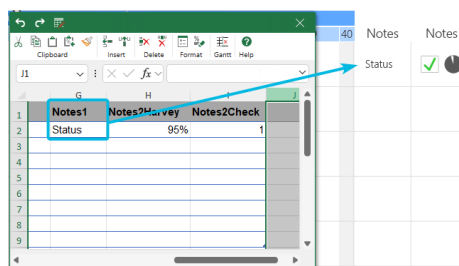 Clipboard Insert Delete Format Gantt Help
J1 fx
G H I J
1 Notes1 Notes2Harvey Notes2Check
2 Status 95% 1
3
4
5
6
7
8
9
40 Notes Notes
Status